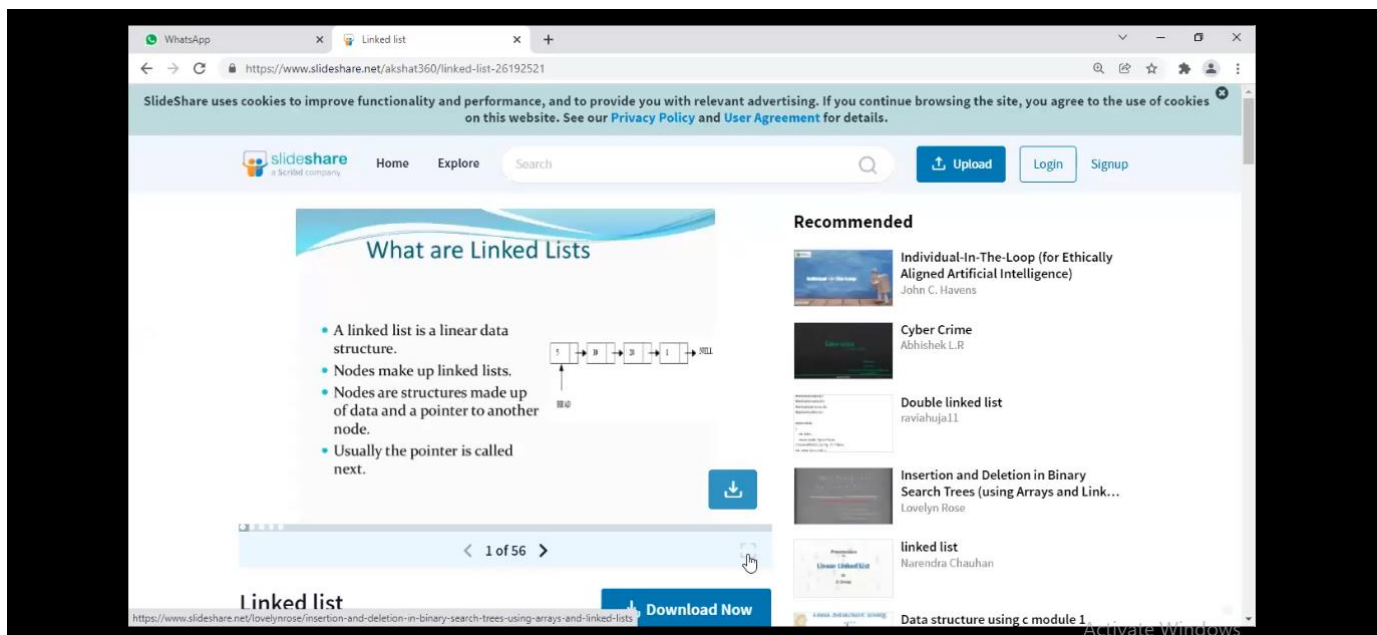 WhatsApp
Linked list
https://www.slideshare.net/akshat360/linked-list-26192521
SlideShare uses cookies to improve functionality and performance, and to provide you with relevant advertising. If you continue browsing the site, you agree to the use of cookies
on this website. See our Privacy Policy and User Agreement for details.
slideshare
a Scribd company
Home
Explore
Search
Upload
Login
Signup
What are Linked Lists
• A linked list is a linear data
structure.
• Nodes make up linked lists.
• Nodes are structures made up
of data and a pointer to another
node.
• Usually the pointer is called
next.
5
1
NULL
HEAD
1 of 56
Linked list
Download Now
Recommended
Individual-In-The-Loop (for Ethically
Aligned Artificial Intelligence)
John C. Havens
Cyber Crime
Abhishek L.R
Double linked list
raviahuja11
Insertion and Deletion in Binary
Search Trees (using Arrays and Link...
Lovelyn Rose
linked list
Narendra Chauhan
Data structure using c module 1
https://www.slideshare.net/lovelynrose/insertion-and-deletion-in-binary-search-trees-using-arrays-and-linked-lists
Activate Windows